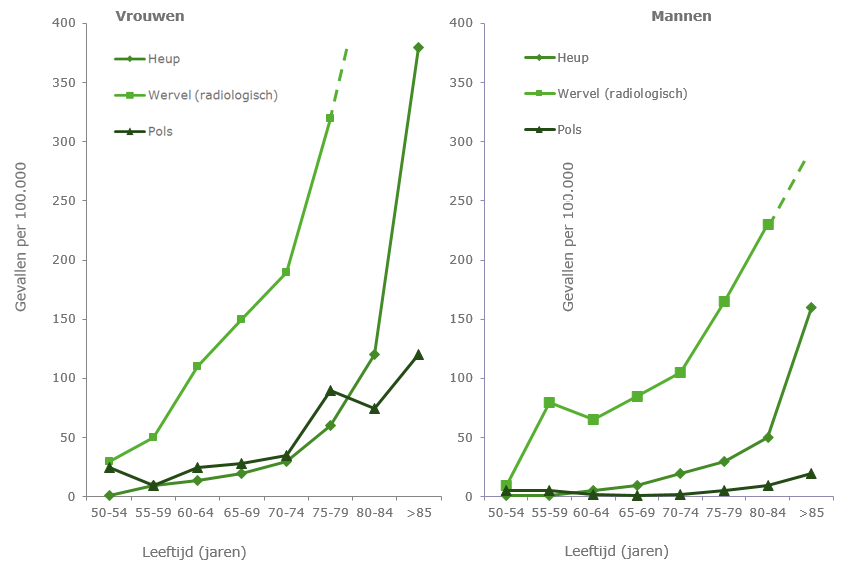 Vrouwen
Heup
Wervel (radiologisch)
Pols
Gevallen per 100.000
400
350
300
250
200
150
100
50
0
50-54 55-59 60-64 65-69 70-74 75-79 80-84 >85
Leeftijd (jaren)
Mannen
Heup
Wervel (radiologisch)
Pols
Gevallen per 100.000
400
350
300
250
200
150
100
50
0
50-54 55-59 60-64 65-69 70-74 75-79 80-84 >85
Leeftijd (jaren)